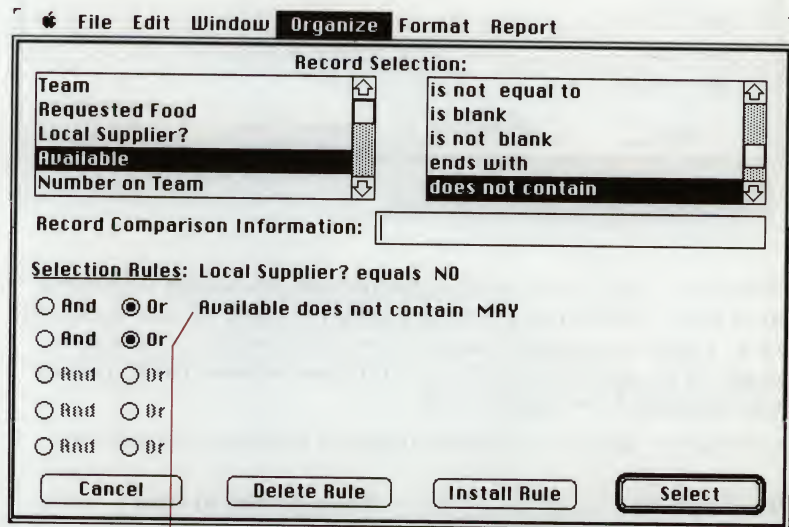 File Edit Window Organize Format Report
Record Selection:
Team
Requested Food
Local Supplier?
Available
Number on Team
is not equal to
is blank
is not blank
ends with
does not contain
Record Comparison Information:
Selection Rules: Local Supplier? equals NO
And Or Available does not contain MAY
And Or
And Or
And Or
And Or
Cancel Delete Rule Install Rule Select